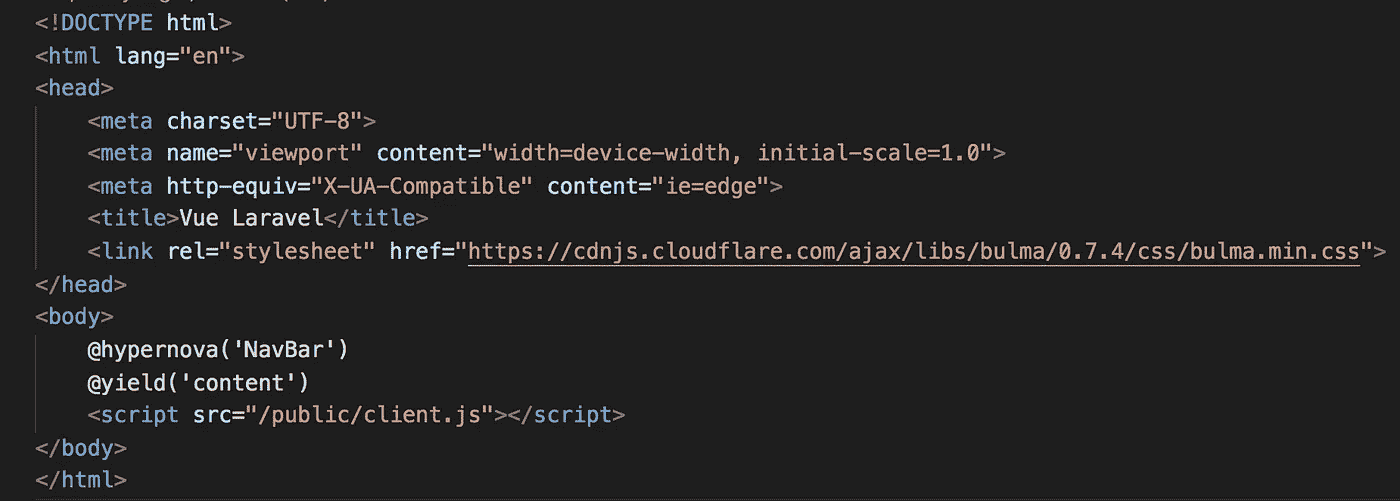 <!DOCTYPE html>
<html lang="en">
<head>
    <meta charset="UTF-8">
    <meta name="viewport" content="width=device-width, initial-scale=1.0">
    <meta http-equiv="X-UA-Compatible" content="ie=edge">
    <title>Vue Laravel</title>
    <link rel="stylesheet" href="https://cdnjs.cloudflare.com/ajax/libs/bulma/0.7.4/css/bulma.min.css">
</head>
<body>
    @hypernova('NavBar')
    @yield('content')
    <script src="/public/client.js"></script>
</body>
</html>